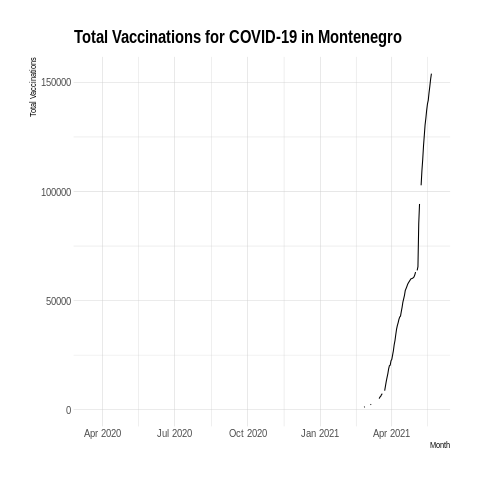 Total Vaccinations for COVID-19 in Montenegro
Total Vaccinations
150000
100000
50000
0
Apr 2020 Jul 2020 Oct 2020 Jan 2021 Apr 2021
Month